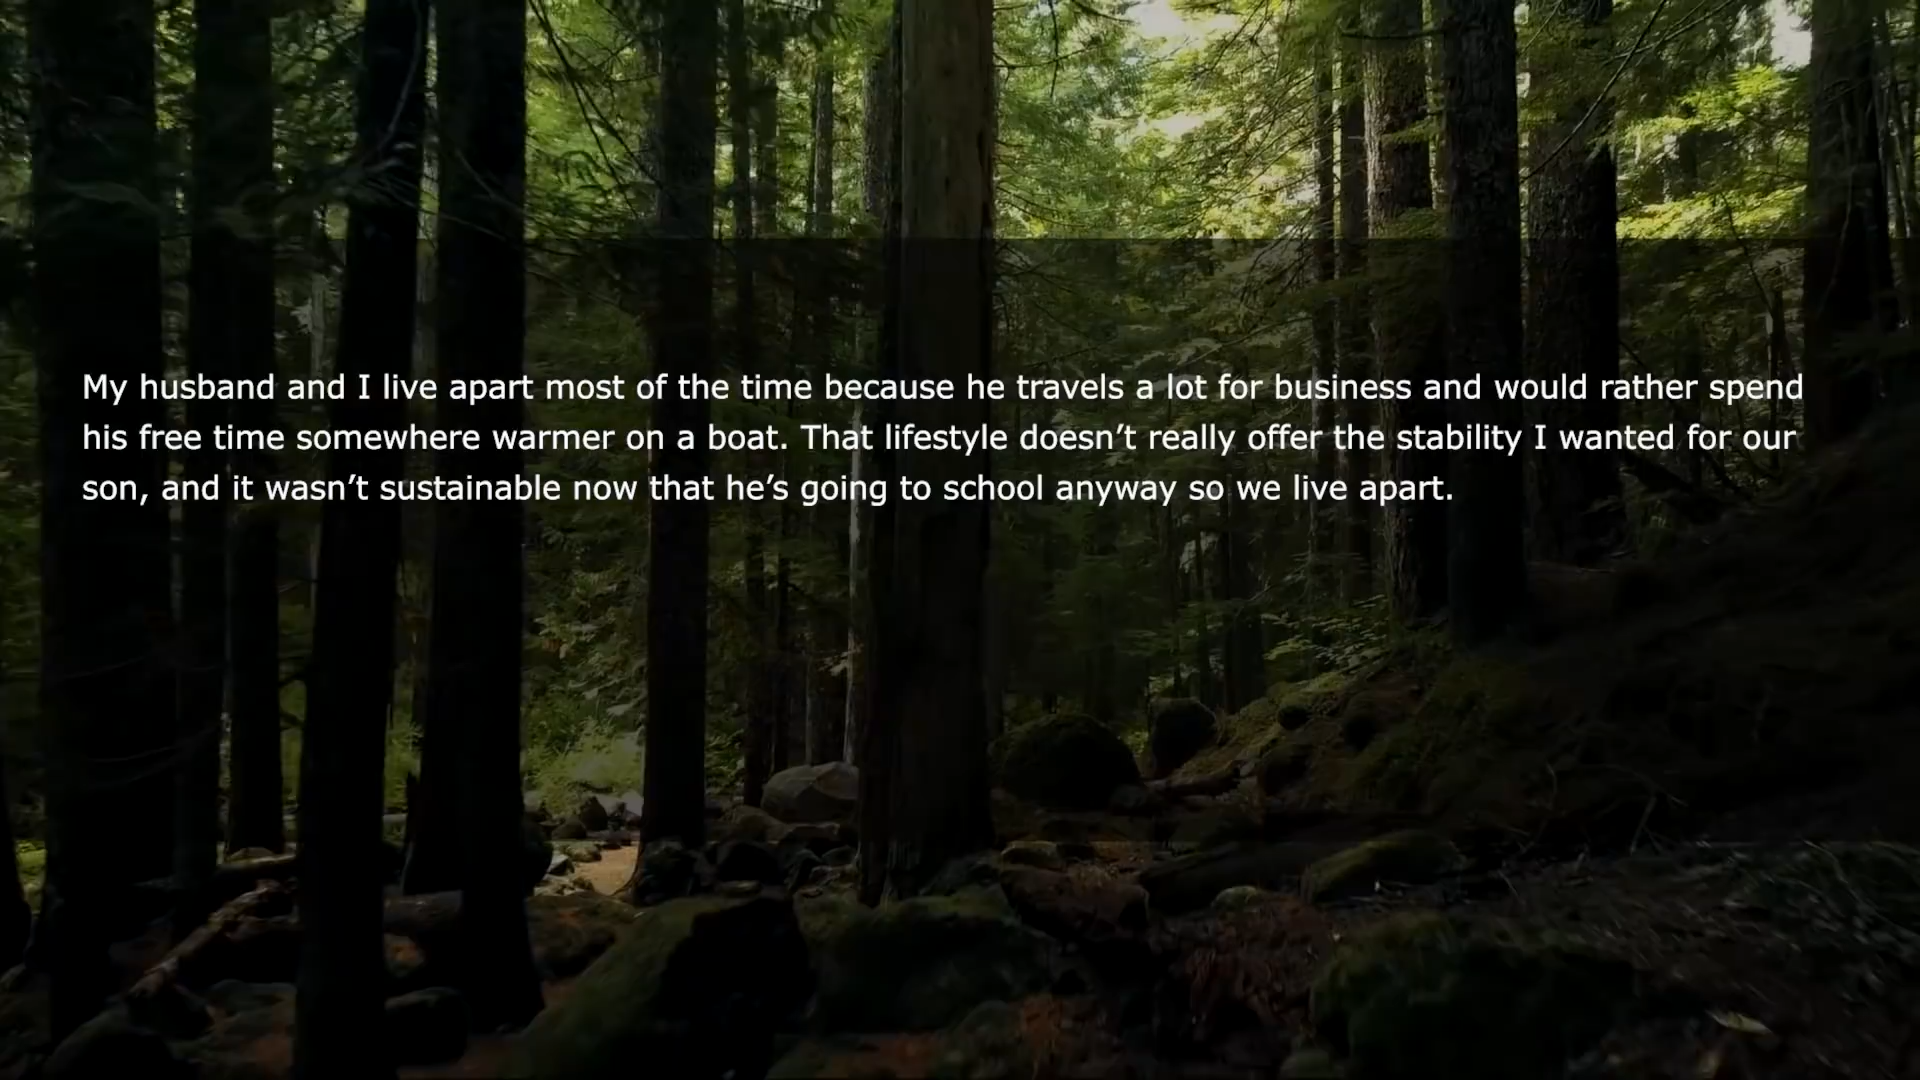 My husband and I live apart most of the time because he travels a lot for business and would rather spend
his free time somewhere warmer on a boat. That lifestyle doesn’t really offer the stability I wanted for our
son, and it wasn’t sustainable now that he’s going to school anyway so we live apart.